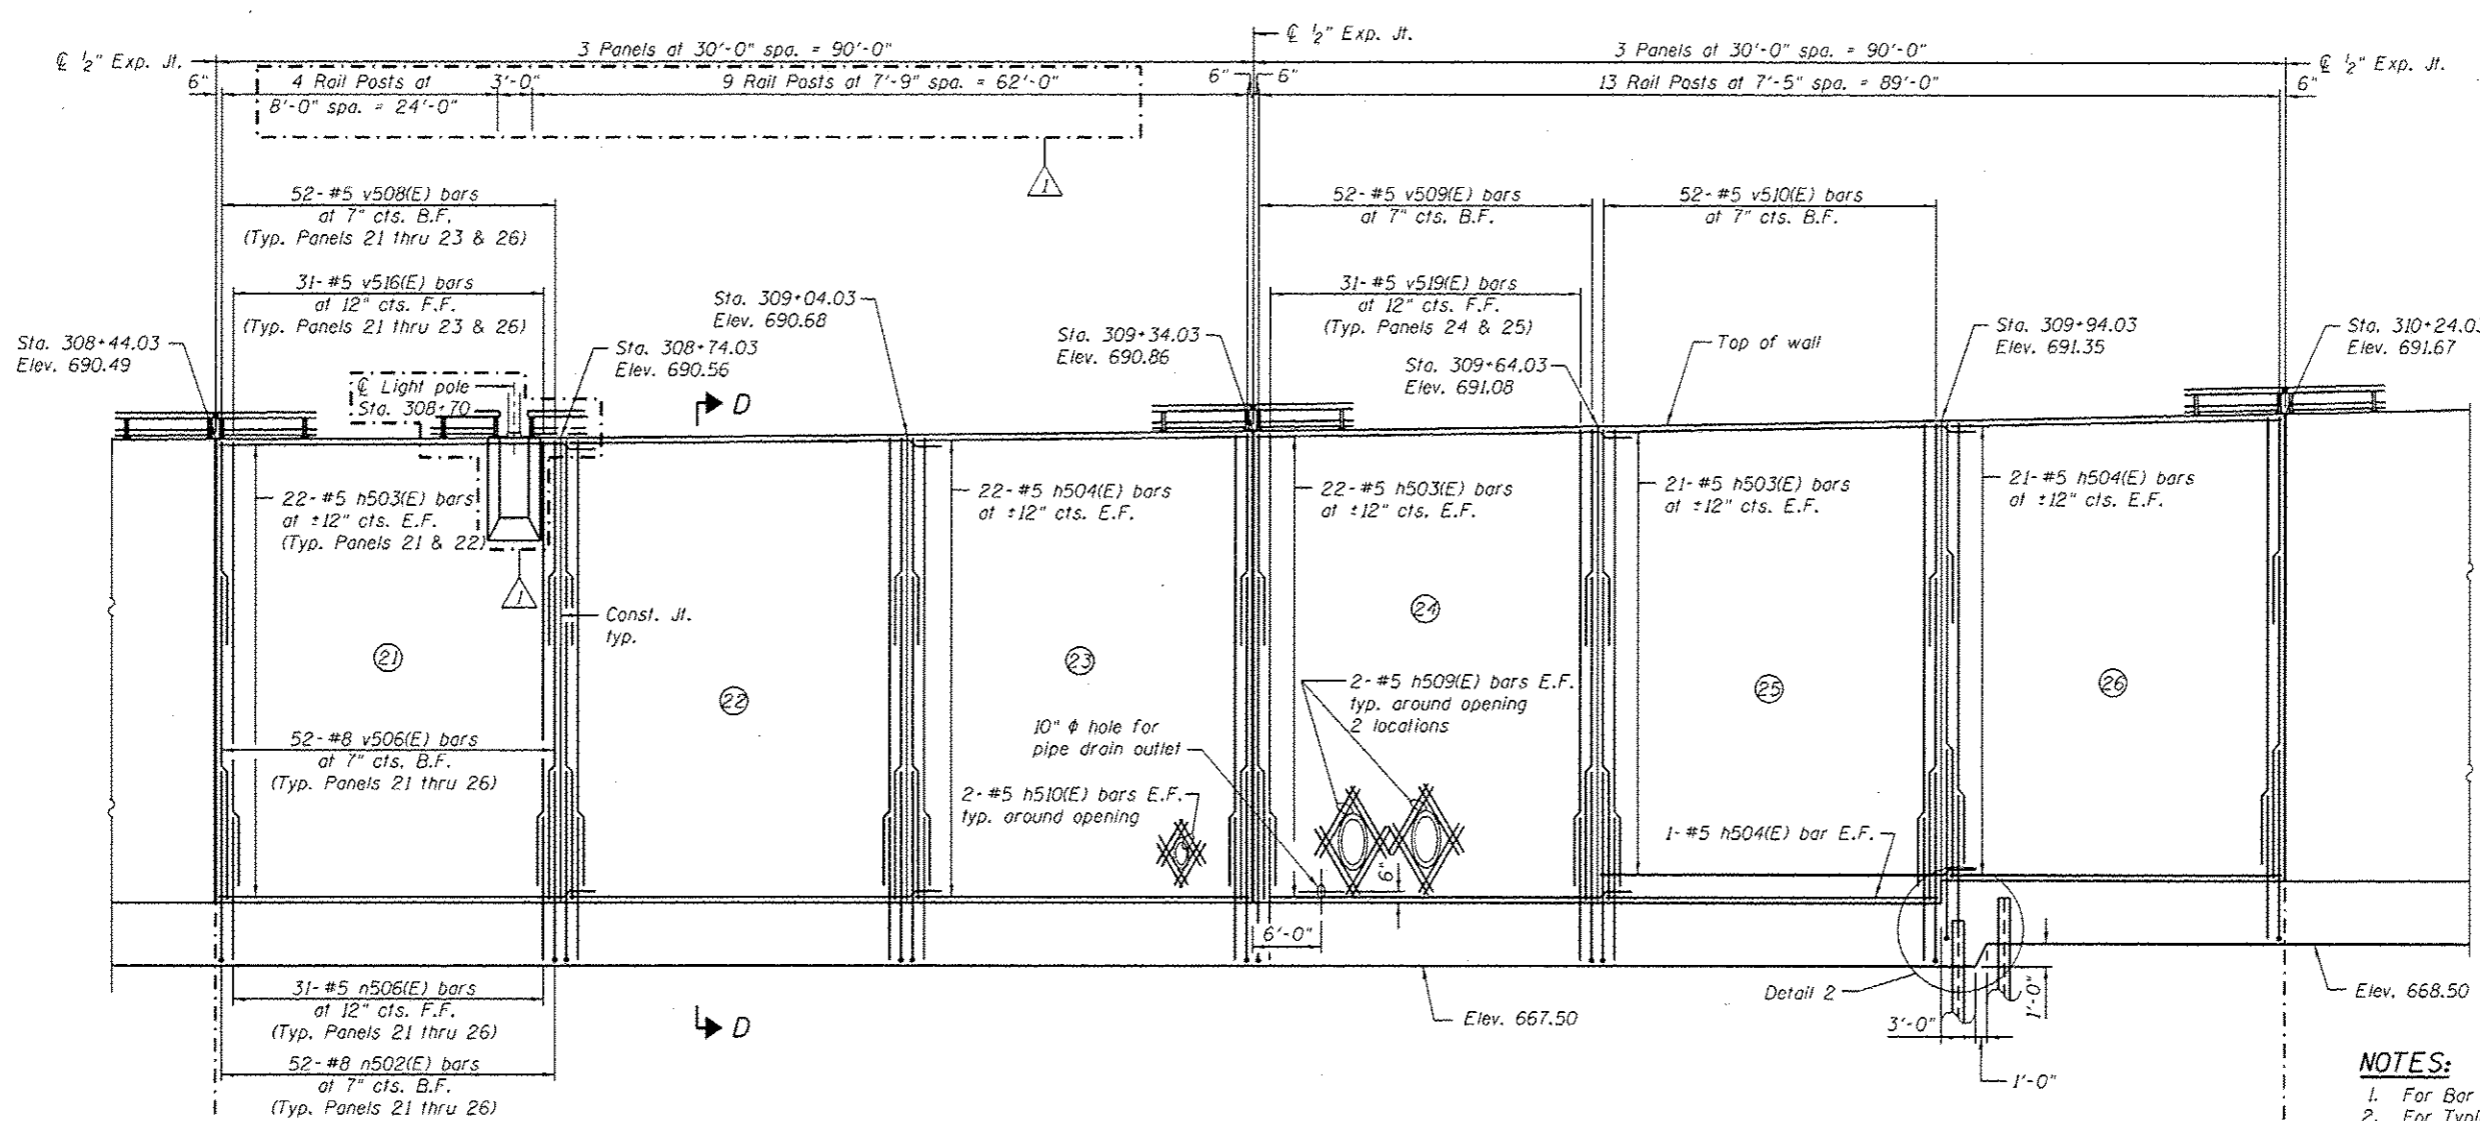 ℄ ½" Exp. Jt.
3 Panels at 30'-0" spa. = 90'-0"
℄ ½" Exp. Jt.
3 Panels at 30'-0" spa. = 90'-0"
℄ ½" Exp. Jt.
6"
4 Rail Posts at
8'-0" spa. = 24'-0"
3'-0"
9 Rail Posts at 7'-9" spa. = 62'-0"
6"
6"
13 Rail Posts at 7'-5" spa. = 89'-0"
6"
1
52-#5 v508(E) bars
at 7" cts. B.F.
(Typ. Panels 21 thru 23 & 26)
52-#5 v509(E) bars
at 7" cts. B.F.
52-#5 v510(E) bars
at 7" cts. B.F.
31-#5 v516(E) bars
at 12" cts. F.F.
(Typ. Panels 21 thru 23 & 26)
31-#5 v519(E) bars
at 12" cts. F.F.
(Typ. Panels 24 & 25)
Sta. 308+44.03
Elev. 690.49
Sta. 308+74.03
Elev. 690.56
Sta. 309+04.03
Elev. 690.68
Sta. 309+34.03
Elev. 690.86
Sta. 309+64.03
Elev. 691.08
Top of wall
Sta. 309+94.03
Elev. 691.35
Sta. 310+24.03
Elev. 691.67
℄ Light pole
Sta. 308+70
D
22-#5 h503(E) bars
at ±12" cts. E.F.
(Typ. Panels 21 & 22)
22-#5 h504(E) bars
at ±12" cts. E.F.
22-#5 h503(E) bars
at ±12" cts. E.F.
21-#5 h503(E) bars
at ±12" cts. E.F.
21-#5 h504(E) bars
at ±12" cts. E.F.
1
Const. Jt.
typ.
21
22
23
24
25
26
2-#5 h509(E) bars E.F.
typ. around opening
2 locations
10" ϕ hole for
pipe drain outlet
52-#8 v506(E) bars
at 7" cts. B.F.
(Typ. Panels 21 thru 26)
2-#5 h510(E) bars E.F.
typ. around opening
1-#5 h504(E) bar E.F.
6"
6'-0"
31-#5 n506(E) bars
at 12" cts. F.F.
(Typ. Panels 21 thru 26)
52-#8 n502(E) bars
at 7" cts. B.F.
(Typ. Panels 21 thru 26)
D
Elev. 667.50
Detail 2
3'-0"
1'-0"
1'-0"
Elev. 668.50
NOTES:
1. For Bar
2. For Typi